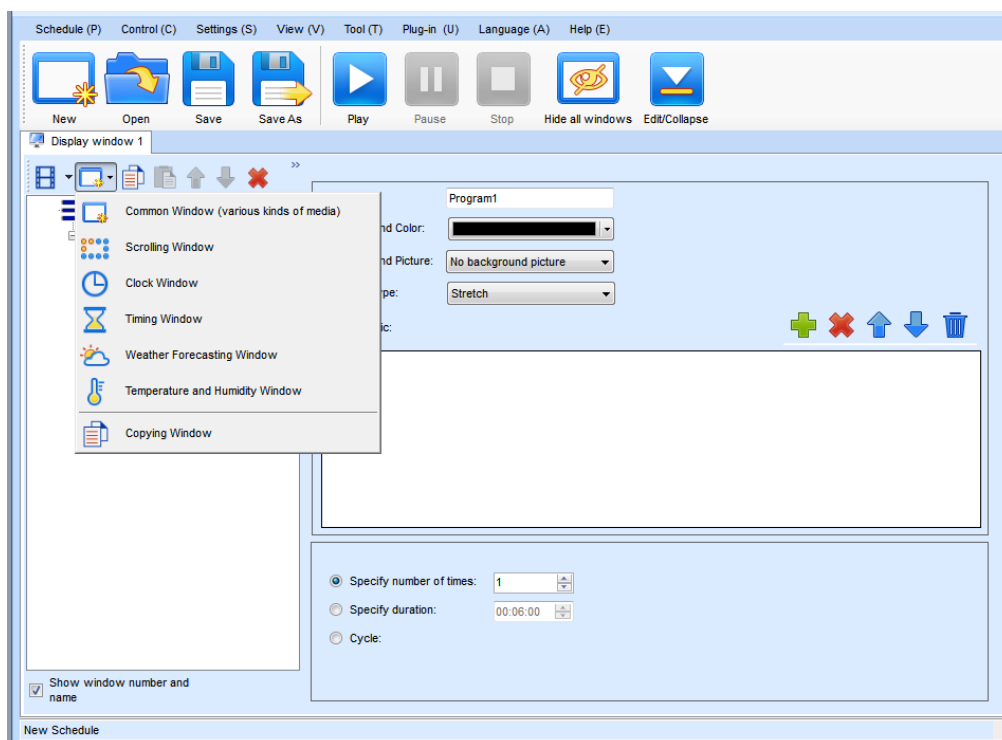 Schedule (P) Control (C) Settings (S) View (V) Tool (T) Plug-in (U) Language (A) Help (E)
New Open Save Save As Play Pause Stop Hide all windows Edit/Collapse
Display window 1
»
Common Window (various kinds of media)
Scrolling Window
Clock Window
Timing Window
Weather Forecasting Window
Temperature and Humidity Window
Copying Window
Program1
nd Color:
nd Picture: No background picture
pe: Stretch
ic:
Specify number of times: 1
Specify duration: 00:06:00
Cycle:
Show window number and
name
New Schedule